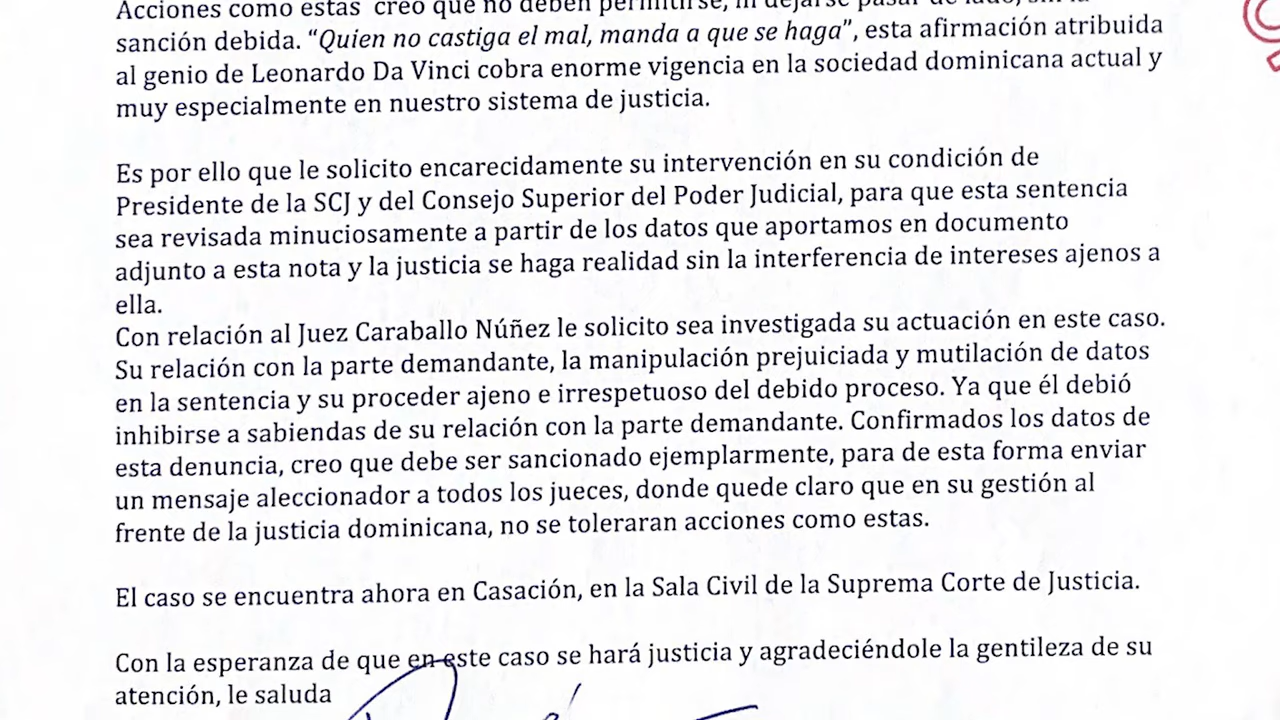 Acciones como estas creo que no deben permitirse, ni dejarse pasar de lado, sin la
sanción debida. “Quien no castiga el mal, manda a que se haga”, esta afirmación atribuida
al genio de Leonardo Da Vinci cobra enorme vigencia en la sociedad dominicana actual y
muy especialmente en nuestro sistema de justicia.
Es por ello que le solicito encarecidamente su intervención en su condición de
Presidente de la SCJ y del Consejo Superior del Poder Judicial, para que esta sentencia
sea revisada minuciosamente a partir de los datos que aportamos en documento
adjunto a esta nota y la justicia se haga realidad sin la interferencia de intereses ajenos a
ella.
Con relación al Juez Caraballo Núñez le solicito sea investigada su actuación en este caso.
Su relación con la parte demandante, la manipulación prejuiciada y mutilación de datos
en la sentencia y su proceder ajeno e irrespetuoso del debido proceso. Ya que él debió
inhibirse a sabiendas de su relación con la parte demandante. Confirmados los datos de
esta denuncia, creo que debe ser sancionado ejemplarmente, para de esta forma enviar
un mensaje aleccionador a todos los jueces, donde quede claro que en su gestión al
frente de la justicia dominicana, no se toleraran acciones como estas.
El caso se encuentra ahora en Casación, en la Sala Civil de la Suprema Corte de Justicia.
Con la esperanza de que en este caso se hará justicia y agradeciéndole la gentileza de su
atención, le saluda